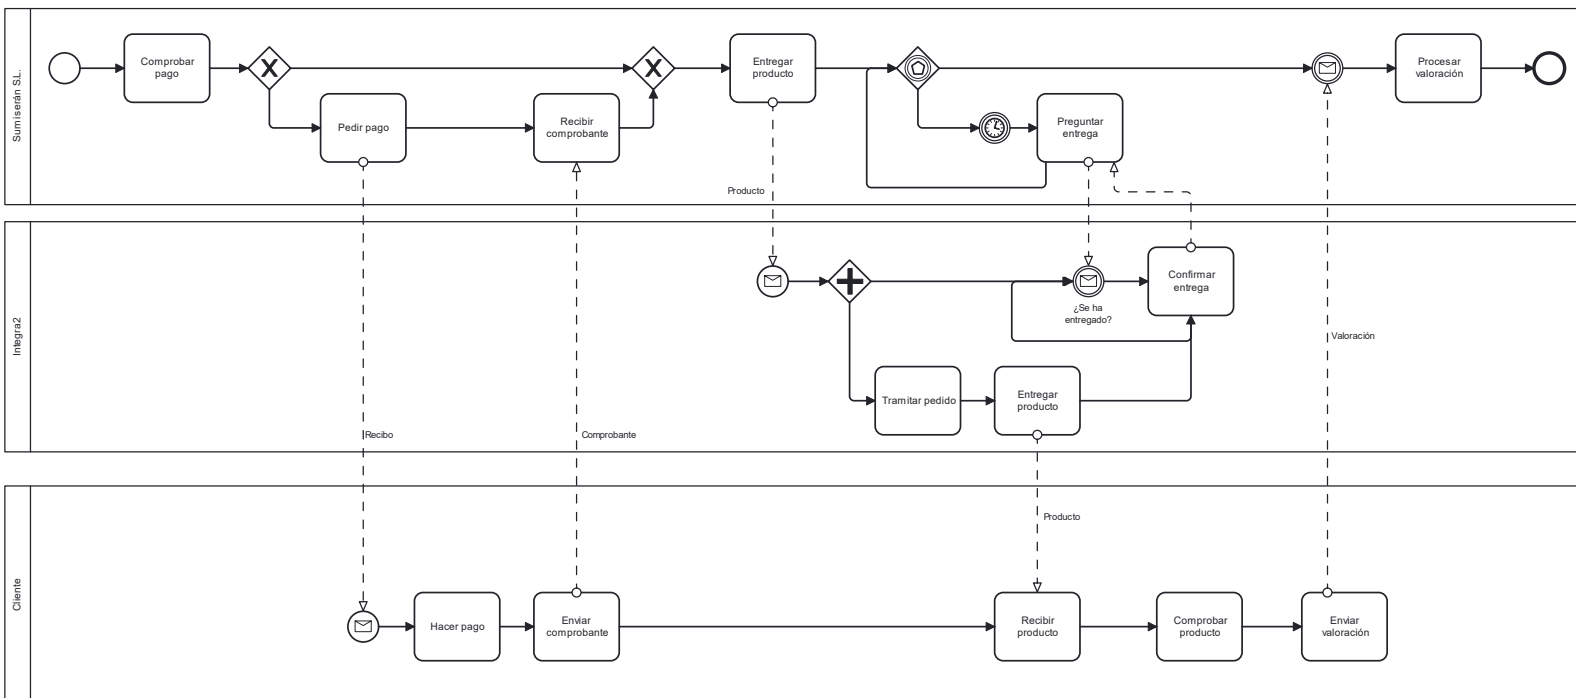 Sumiserán S.L.
Comprobar
pago
Pedir pago
Recibir
comprobante
Entregar
producto
Preguntar
entrega
Procesar
valoración
Producto
Integra2
¿Se ha
entregado?
Confirmar
entrega
Tramitar pedido
Entregar
producto
Valoración
Recibo
Comprobante
Producto
Cliente
Hacer pago
Enviar
comprobante
Recibir
producto
Comprobar
producto
Enviar
valoración